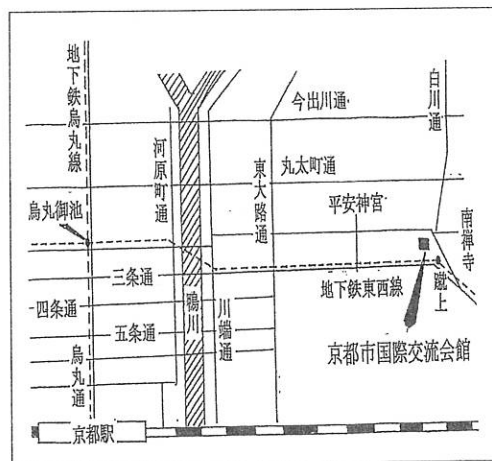 地下鉄烏丸線
白川通
今出川通
河原町通
東大路通
丸太町通
烏丸御池
平安神宮
南禅寺
三条通
地下鉄東西線
蹴上
四条通
鴨川
川端通
五条通
京都市国際交流会館
烏丸通
京都駅